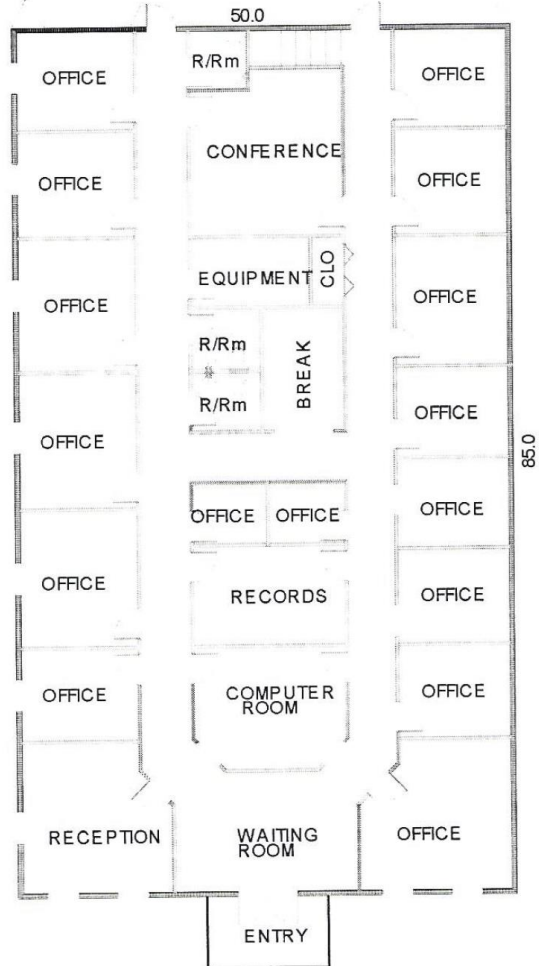 50.0
R/Rm
OFFICE
OFFICE
CONFERENCE
OFFICE
OFFICE
EQUIPMENT
CLO
OFFICE
OFFICE
R/Rm
BREAK
R/Rm
OFFICE
OFFICE
85.0
OFFICE
OFFICE
OFFICE
OFFICE
RECORDS
OFFICE
OFFICE
COMPUTER
ROOM
OFFICE
RECEPTION
WAITING
ROOM
OFFICE
ENTRY